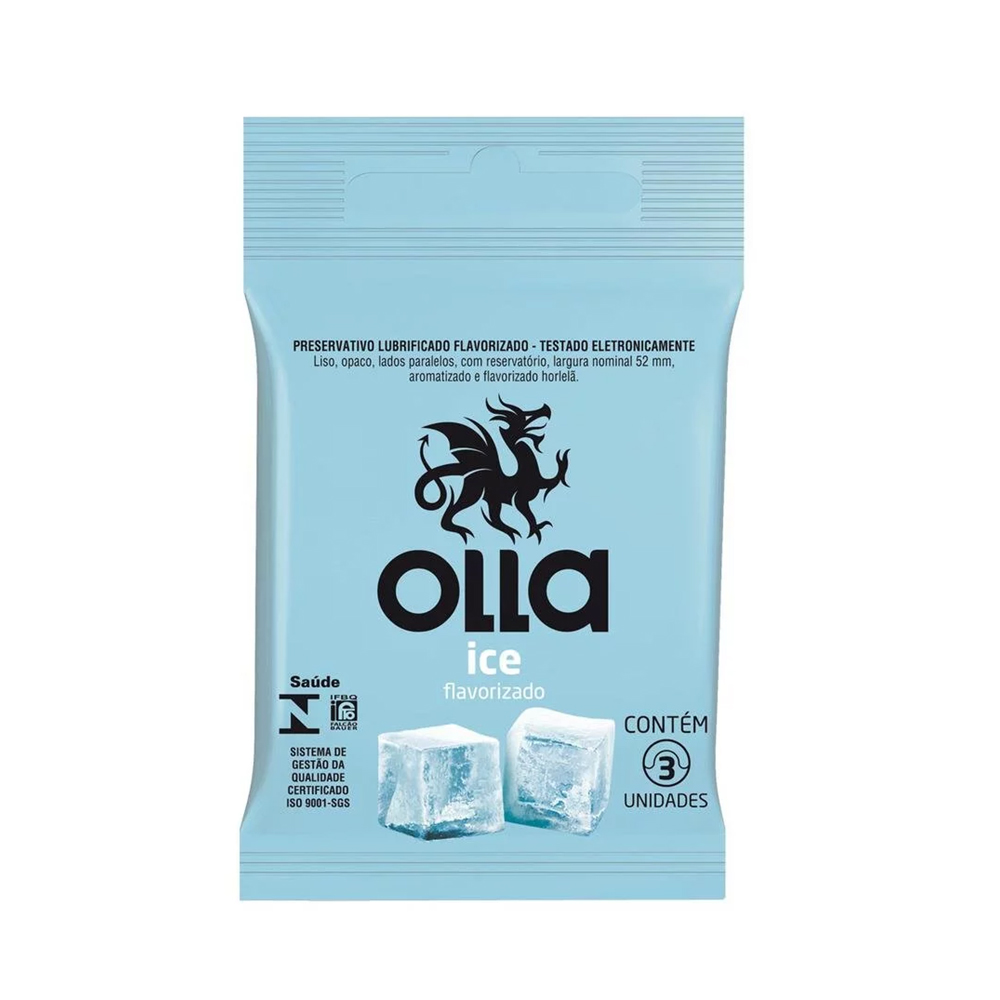 PRESERVATIVO LUBRIFICADO FLAVORIZADO - TESTADO ELETRONICAMENTE
Liso, opaco, lados paralelos, com reservatório, largura nominal 52 mm,
aromatizado e flavorizado horlelã.
olla
ice
flavorizado
Saúde
IFBQ
FALCÃO
BAUER
SISTEMA DE
GESTÃO DA
QUALIDADE
CERTIFICADO
ISO 9001-SGS
CONTÉM
3
UNIDADES